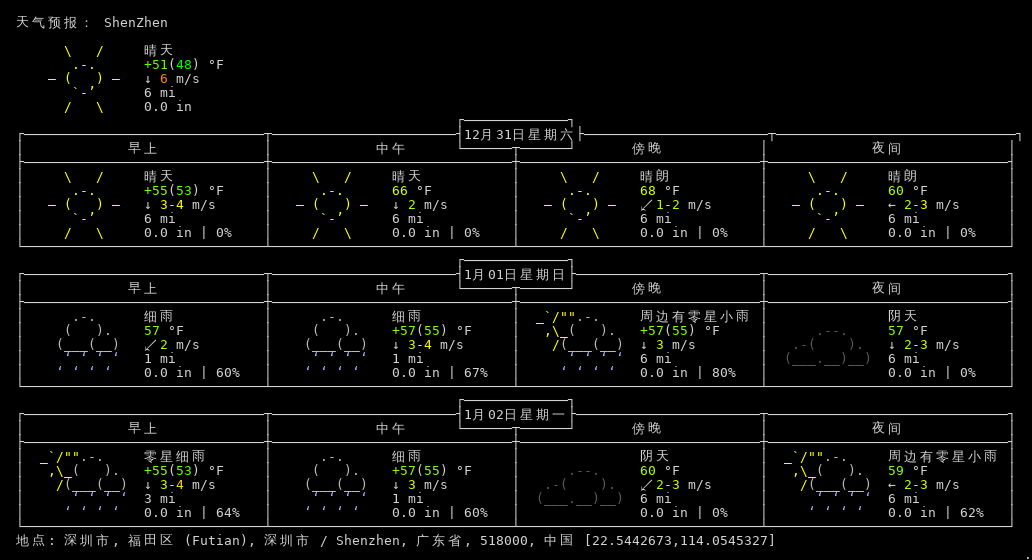 天气预报： ShenZhen
晴天
+51(48) °F
↓ 6 m/s
6 mi
0.0 in
12月31日星期六
早上 中午 傍晚 夜间
晴天 晴天 晴朗 晴朗
+55(53) °F 66 °F 68 °F 60 °F
↓ 3-4 m/s ↓ 2 m/s ↙ 1-2 m/s ← 2-3 m/s
6 mi 6 mi 6 mi 6 mi
0.0 in | 0% 0.0 in | 0% 0.0 in | 0% 0.0 in | 0%
1月01日星期日
早上 中午 傍晚 夜间
细雨 细雨 周边有零星小雨 阴天
57 °F +57(55) °F +57(55) °F 57 °F
↙ 2 m/s ↓ 3-4 m/s ↓ 3 m/s ↓ 2-3 m/s
1 mi 1 mi 6 mi 6 mi
0.0 in | 60% 0.0 in | 67% 0.0 in | 80% 0.0 in | 0%
1月02日星期一
早上 中午 傍晚 夜间
零星细雨 细雨 阴天 周边有零星小雨
+55(53) °F +57(55) °F 60 °F 59 °F
↓ 3-4 m/s ↓ 3 m/s ↙ 2-3 m/s ← 2-3 m/s
3 mi 1 mi 6 mi 6 mi
0.0 in | 64% 0.0 in | 60% 0.0 in | 0% 0.0 in | 62%
地点: 深圳市, 福田区 (Futian), 深圳市 / Shenzhen, 广东省, 518000, 中国 [22.5442673,114.0545327]